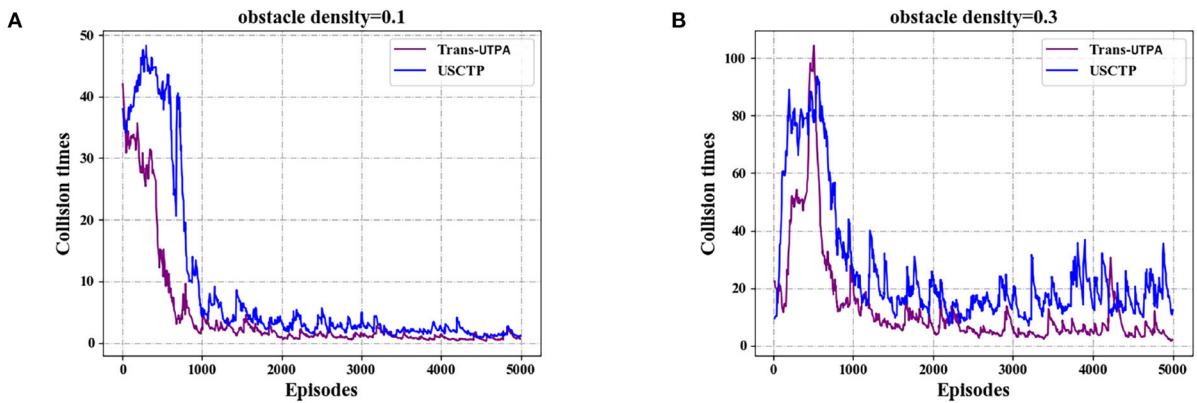 A
obstacle density=0.1
Collision times
50
40
30
20
10
0
Trans-UTPA
USCTP
0 1000 2000 3000 4000 5000
Episodes
B
obstacle density=0.3
Collision times
100
80
60
40
20
0
Trans-UTPA
USCTP
0 1000 2000 3000 4000 5000
Episodes